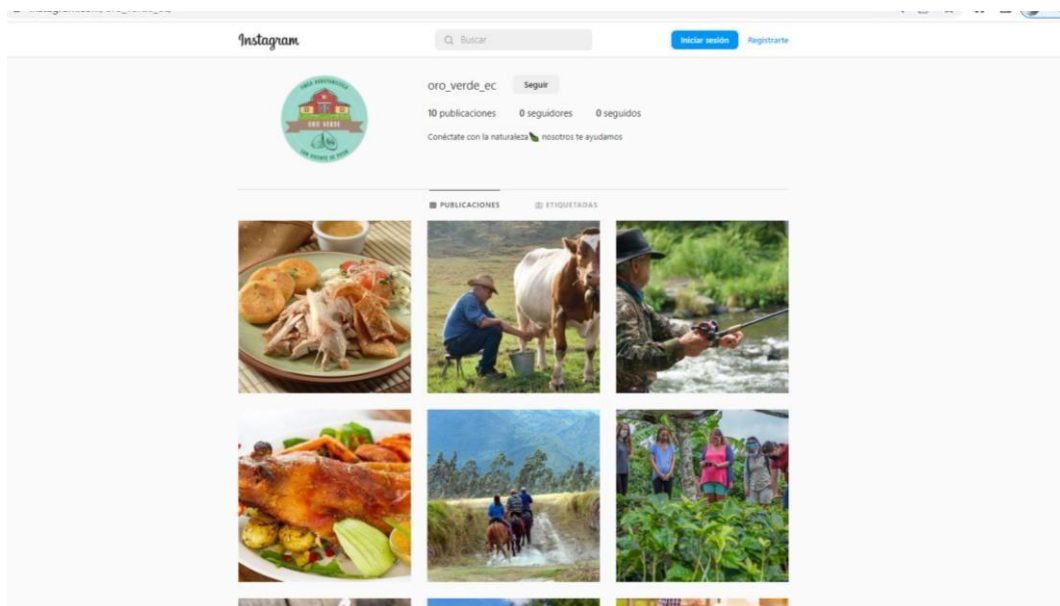 Instagram
Buscar
Iniciar sesión
Registrarte
oro_verde_ec
Seguir
10 publicaciones
0 seguidores
0 seguidos
Conéctate con la naturaleza nosotros te ayudamos
ORO VERDE
PUBLICACIONES
ETIQUETADAS